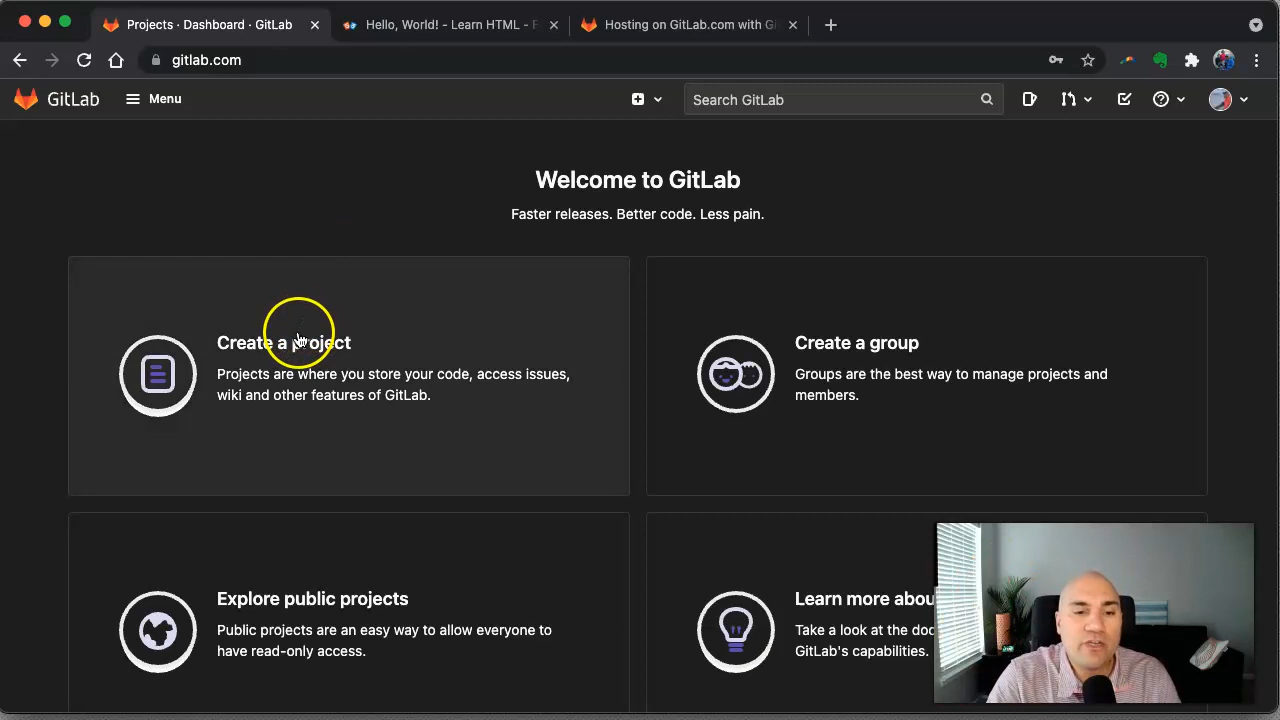 Projects · Dashboard · GitLab
Hello, World! - Learn HTML - F
Hosting on GitLab.com with Gi
gitlab.com
GitLab
Menu
Search GitLab
Welcome to GitLab
Faster releases. Better code. Less pain.
Create a project
Projects are where you store your code, access issues,
wiki and other features of GitLab.
Create a group
Groups are the best way to manage projects and
members.
Explore public projects
Public projects are an easy way to allow everyone to
have read-only access.
Learn more abou
Take a look at the doc
GitLab's capabilities.